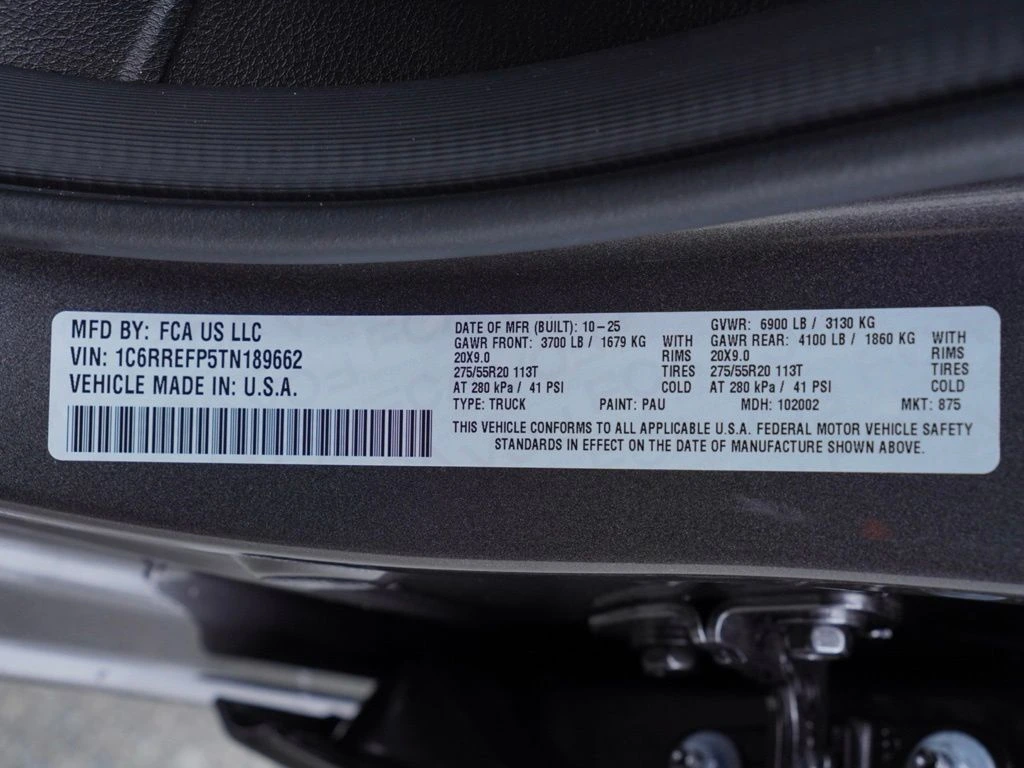 MFD BY: FCA US LLC
VIN: 1C6RREFP5TN189662
VEHICLE MADE IN: U.S.A.
DATE OF MFR (BUILT): 10-25
GVWR: 6900 LB / 3130 KG
GAWR FRONT: 3700 LB / 1679 KG WITH
20X9.0 RIMS
275/55R20 113T TIRES
AT 280 kPa / 41 PSI COLD
GAWR REAR: 4100 LB / 1860 KG WITH
20X9.0 RIMS
275/55R20 113T TIRES
AT 280 kPa / 41 PSI COLD
TYPE: TRUCK PAINT: PAU MDH: 102002 MKT: 875
THIS VEHICLE CONFORMS TO ALL APPLICABLE U.S.A. FEDERAL MOTOR VEHICLE SAFETY
STANDARDS IN EFFECT ON THE DATE OF MANUFACTURE SHOWN ABOVE.